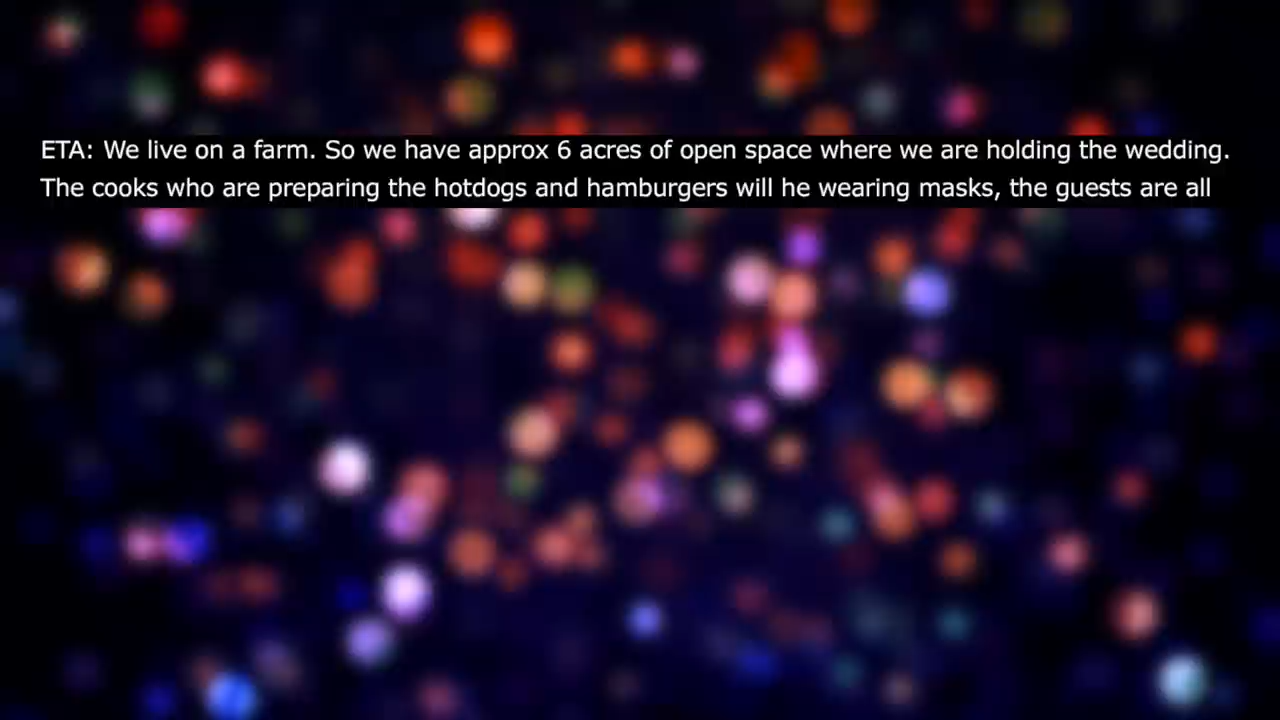 ETA: We live on a farm. So we have approx 6 acres of open space where we are holding the wedding.
The cooks who are preparing the hotdogs and hamburgers will he wearing masks, the guests are all